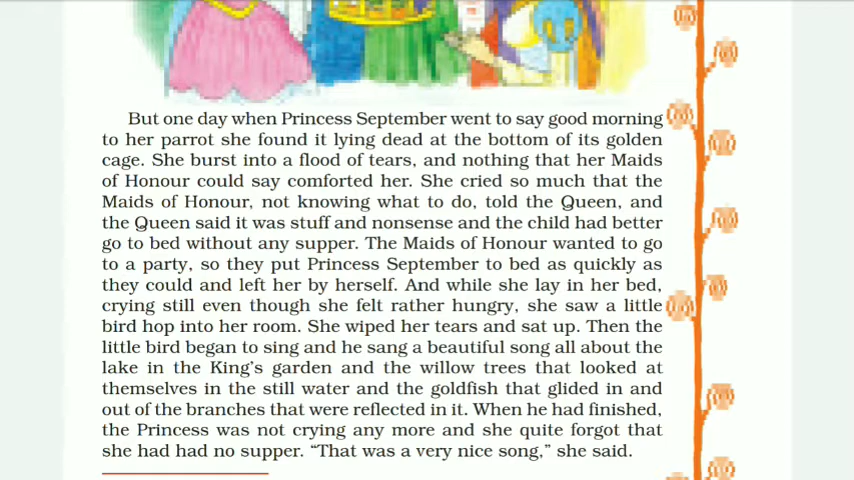 But one day when Princess September went to say good morning
to her parrot she found it lying dead at the bottom of its golden
cage. She burst into a flood of tears, and nothing that her Maids
of Honour could say comforted her. She cried so much that the
Maids of Honour, not knowing what to do, told the Queen, and
the Queen said it was stuff and nonsense and the child had better
go to bed without any supper. The Maids of Honour wanted to go
to a party, so they put Princess September to bed as quickly as
they could and left her by herself. And while she lay in her bed,
crying still even though she felt rather hungry, she saw a little
bird hop into her room. She wiped her tears and sat up. Then the
little bird began to sing and he sang a beautiful song all about the
lake in the King’s garden and the willow trees that looked at
themselves in the still water and the goldfish that glided in and
out of the branches that were reflected in it. When he had finished,
the Princess was not crying any more and she quite forgot that
she had had no supper. “That was a very nice song,” she said.